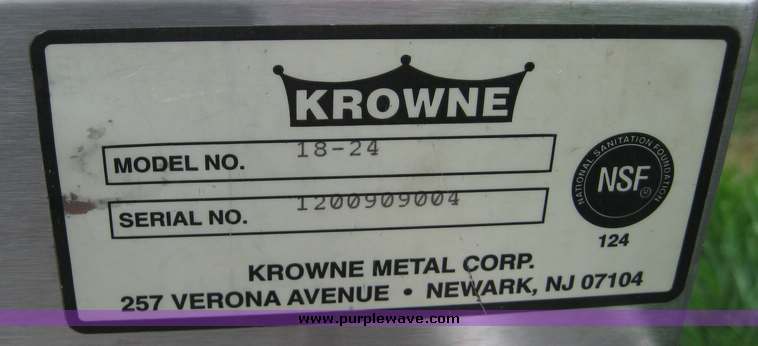 KROWNE
MODEL NO. 18-24
SERIAL NO. 1200909004
NATIONAL SANITATION FOUNDATION
NSF
124
KROWNE METAL CORP.
257 VERONA AVENUE • NEWARK, NJ 07104
www.purplewave.com